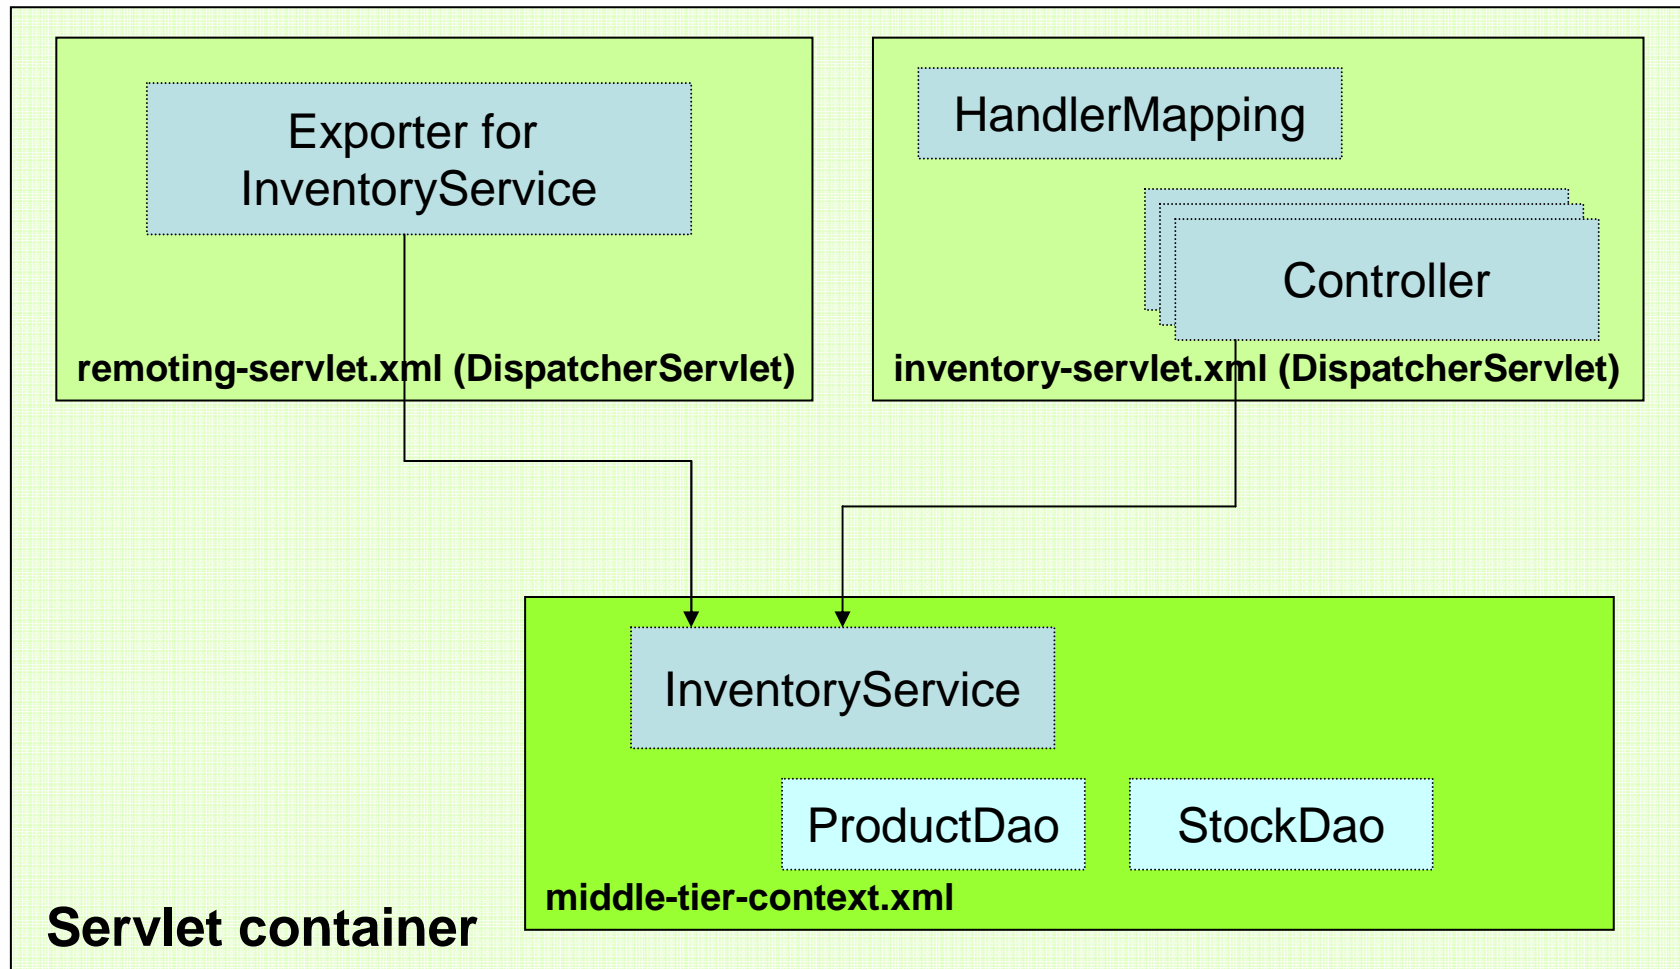 Exporter for
InventoryService
remoting-servlet.xml (DispatcherServlet)
HandlerMapping
Controller
inventory-servlet.xml (DispatcherServlet)
InventoryService
ProductDao
StockDao
middle-tier-context.xml
Servlet container